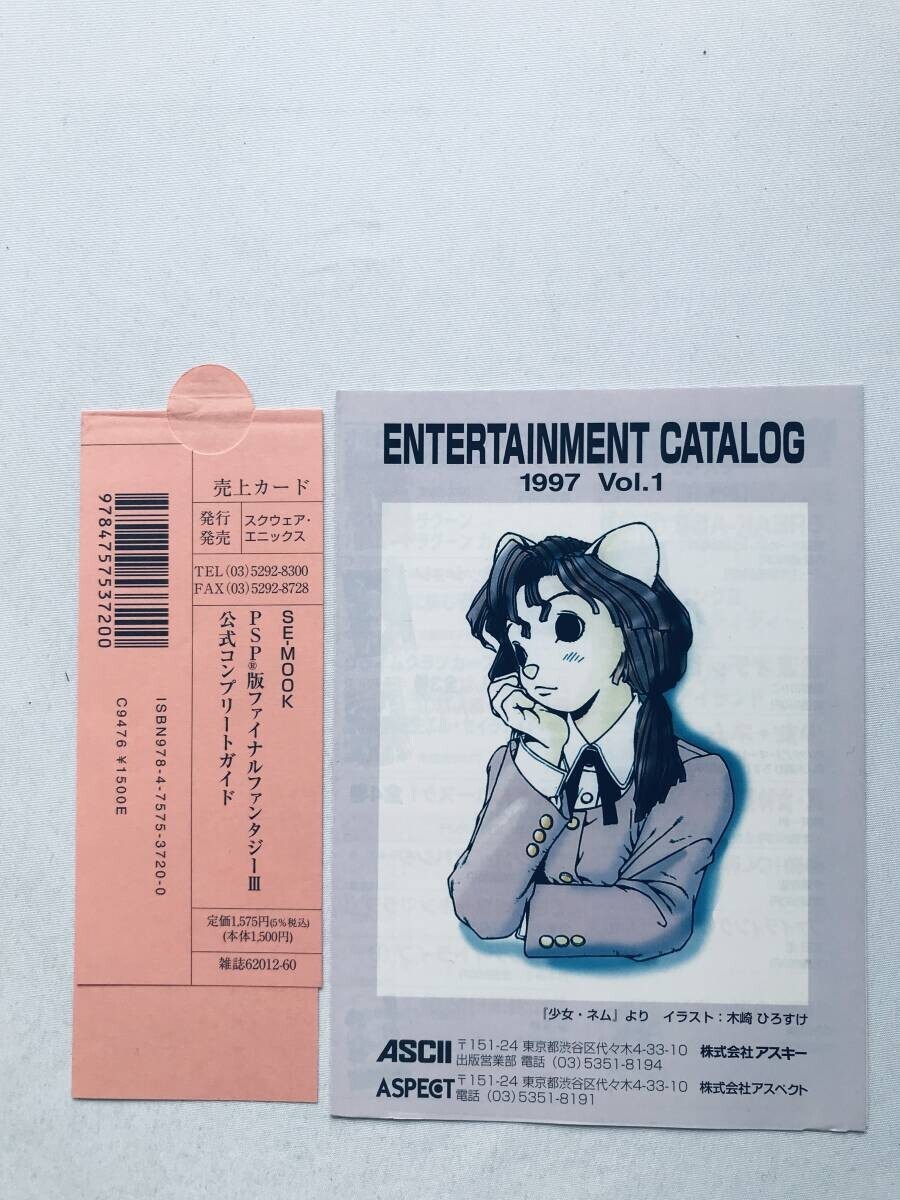 売上カード
発行
発売
スクウェア・
エニックス
TEL(03)5292-8300
FAX(03)5292-8728
SE-MOOK
PSP®版ファイナルファンタジーⅢ
公式コンプリートガイド
定価1,575円(5%税込)
(本体1,500円)
雑誌62012-60
9784757537200
ISBN978-4-7575-3720-0
C9476 ¥1500E
ENTERTAINMENT CATALOG
1997 Vol.1
『少女・ネム』より イラスト：木崎 ひろすけ
ASCII 〒151-24 東京都渋谷区代々木4-33-10 株式会社アスキー
出版営業部 電話 (03) 5351-8194
ASPECT 〒151-24 東京都渋谷区代々木4-33-10 株式会社アスペクト
電話 (03) 5351-8191